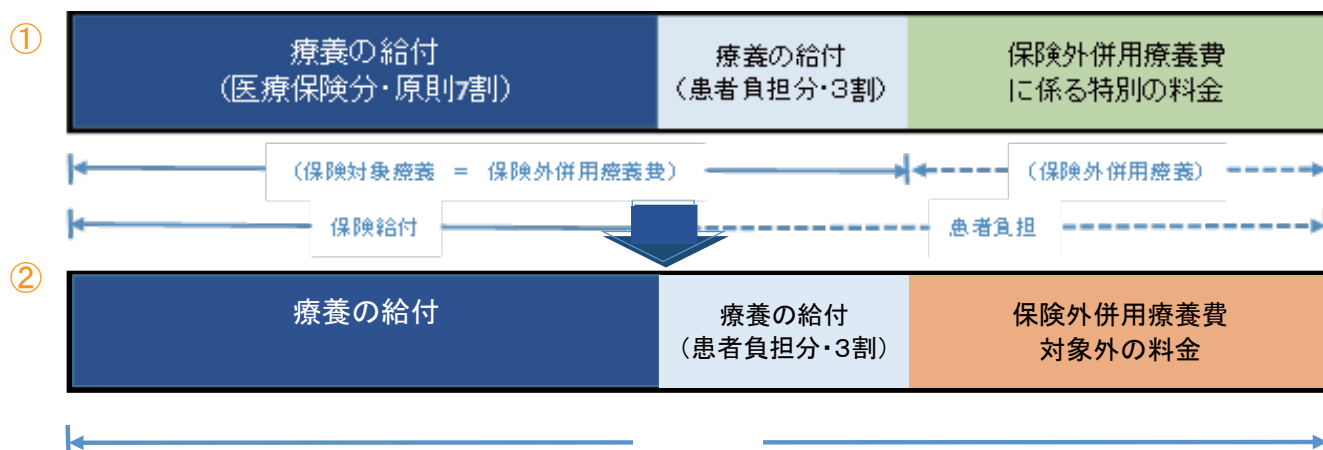 ①
療養の給付
（医療保険分・原則7割）
療養の給付
（患者負担分・3割）
保険外併用療養費
に係る特別の料金
（保険対象療養 ＝ 保険外併用療養費）
（保険外併用療養）
保険給付
患者負担
②
療養の給付
療養の給付
（患者負担分・3割）
保険外併用療養費
対象外の料金